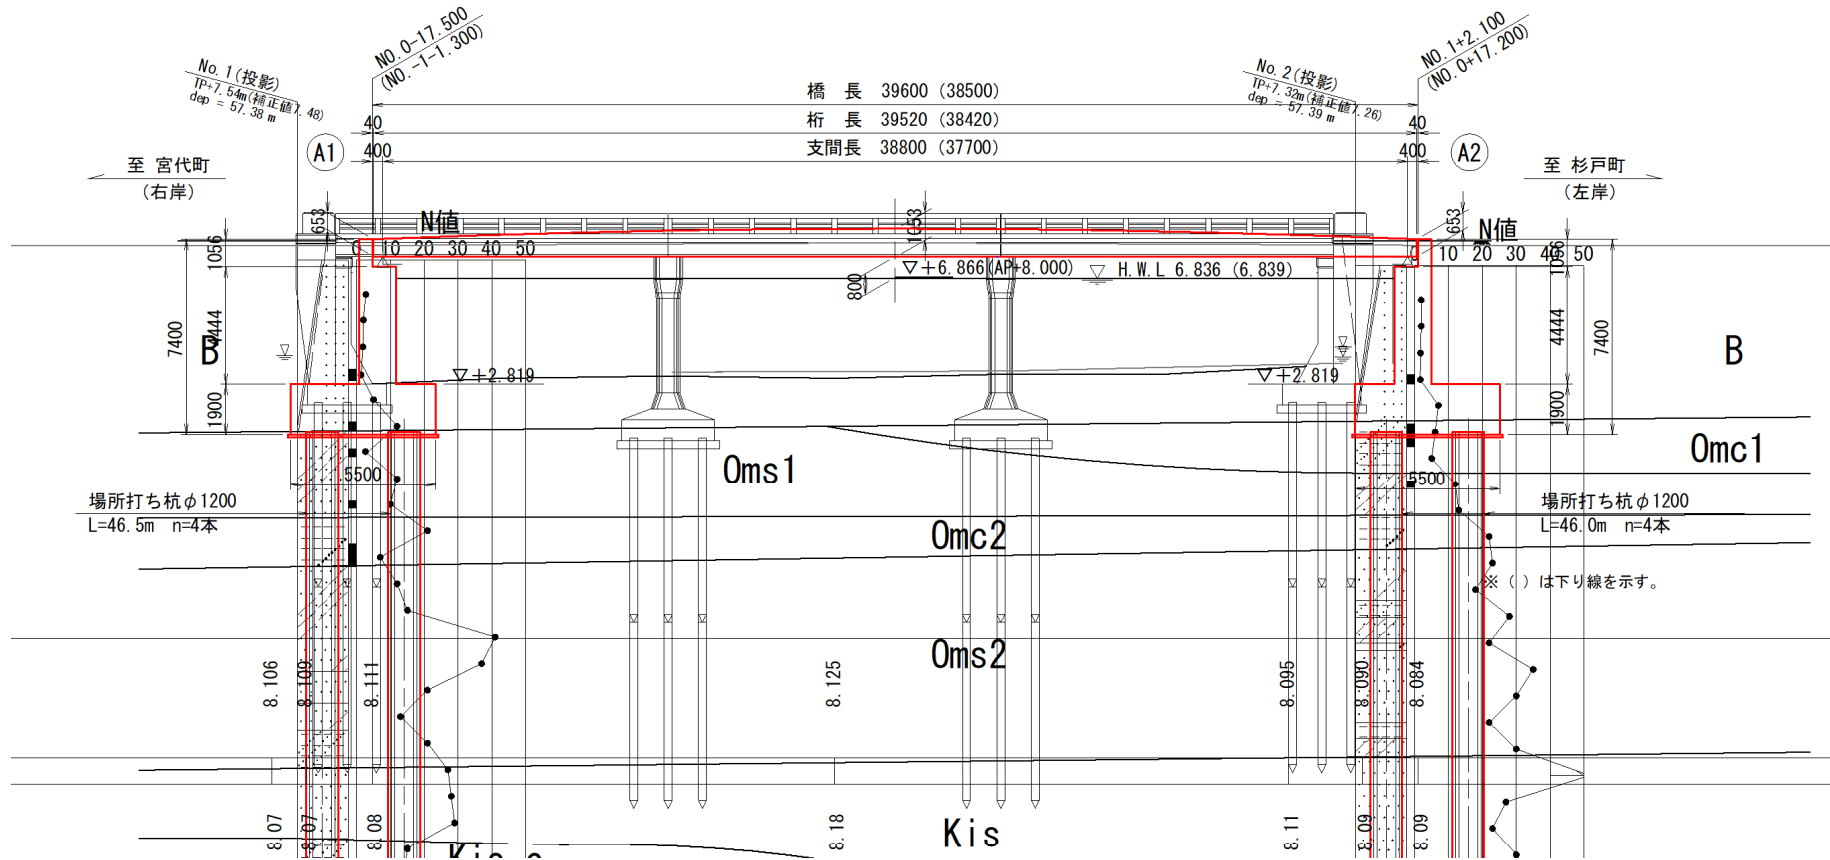 NO.0-17.500
(NO.-1-1.300)
NO.1+2.100
(NO.0+17.200)
No.1(投影)
TP+7.54m(補正値7.48)
dep = 57.38 m
No.2(投影)
TP+7.32m(補正値7.26)
dep = 57.39 m
橋 長 39600 (38500)
40
桁 長 39520 (38420)
40
A1
400
支間長 38800 (37700)
400
A2
至 宮代町
(右岸)
至 杉戸町
(左岸)
653
N値
653
653
N値
0 10 20 30 40 50
0 10 20 30 40 50
1056
1056
▽+6.866(AP+8.000)
▽ H.W.L 6.836 (6.839)
800
7400
4444
4444
7400
B
B
▽+2.819
▽+2.819
1900
1900
5500
5500
Oms1
Omc1
場所打ち杭φ1200
L=46.5m n=4本
場所打ち杭φ1200
L=46.0m n=4本
Omc2
※ ( ) は下り線を示す。
Oms2
8.106
8.109
8.111
8.125
8.095
8.090
8.084
8.07
8.07
8.08
8.18
8.11
8.09
8.09
Kis